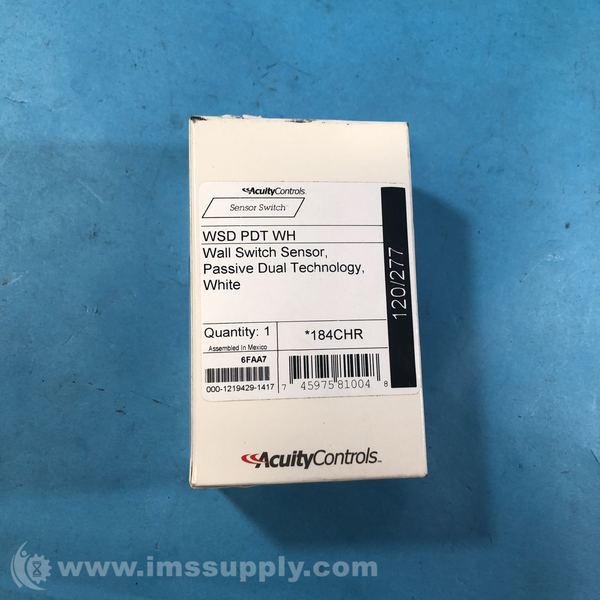 AcuityControls.
Sensor Switch
WSD PDT WH
Wall Switch Sensor,
Passive Dual Technology,
White
120/277
Quantity: 1
*184CHR
Assembled In Mexico
6FAA7
000-1219429-1417
7 45975 81004 8
AcuityControls™
www.imssupply.com